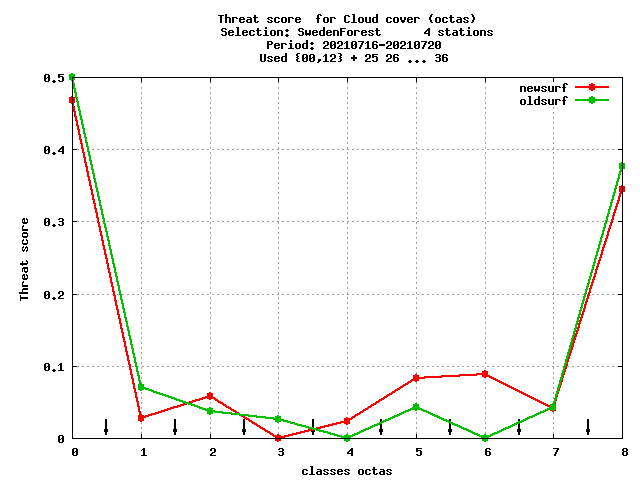 Threat score  for Cloud cover (octas)
Selection: SwedenForest      4 stations
Period: 20210716-20210720
Used {00,12} + 25 26 ... 36
newsurf
oldsurf
0.5
0.4
0.3
0.2
0.1
0
Threat score
0 1 2 3 4 5 6 7 8
classes octas